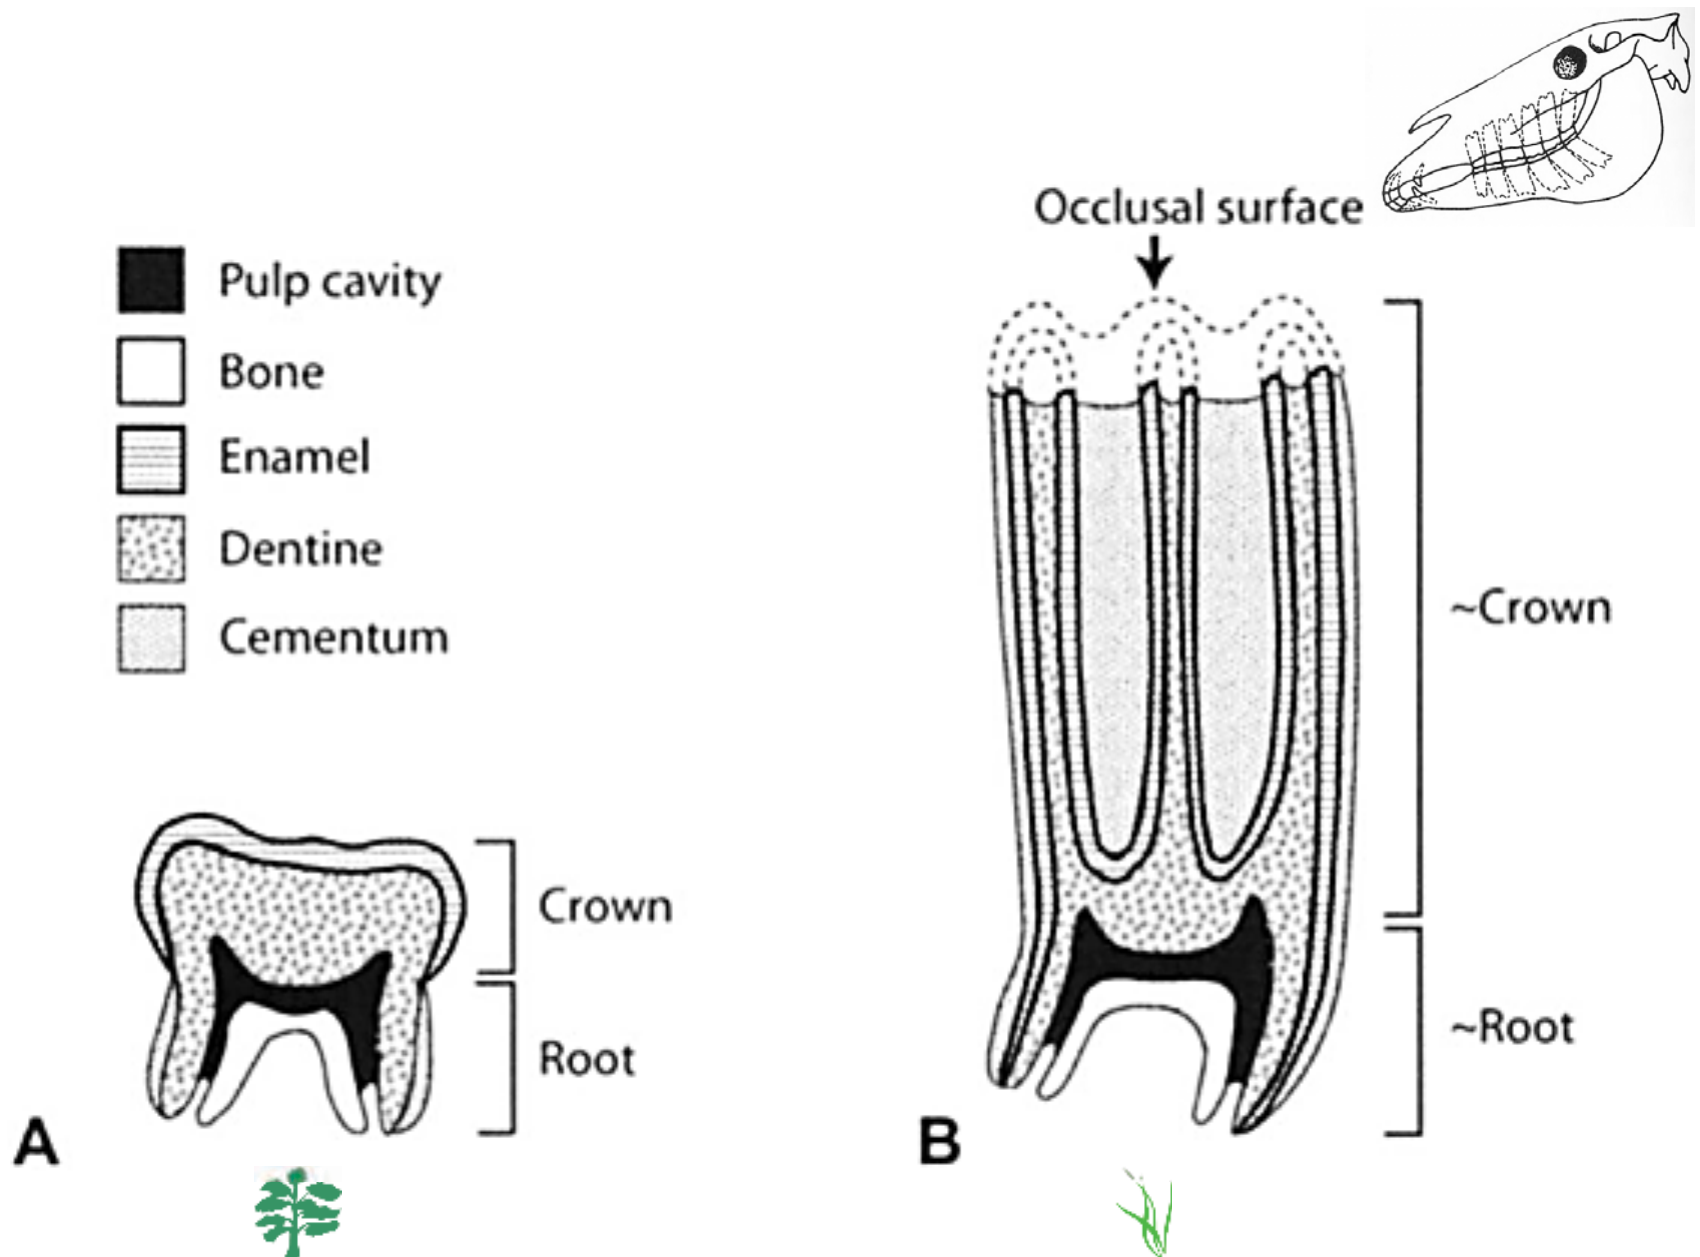 Occlusal surface
Pulp cavity
Bone
Enamel
Dentine
Cementum
~Crown
Crown
~Root
Root
A
B